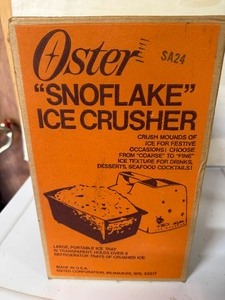 Oster
SA24
"SNOFLAKE"
ICE CRUSHER
CRUSH MOUNDS OF
ICE FOR FESTIVE
OCCASIONS! CHOOSE
FROM "COARSE" TO "FINE"
ICE TEXTURE FOR DRINKS,
DESSERTS, SEAFOOD COCKTAILS!
LARGE, PORTABLE ICE TRAY
IS TRANSPARENT, HOLDS OVER
REFRIGERATOR TRAYS OF CRUSHED ICE.
MADE IN U.S.A.
OSTER CORPORATION, MILWAUKEE, WIS. 53217